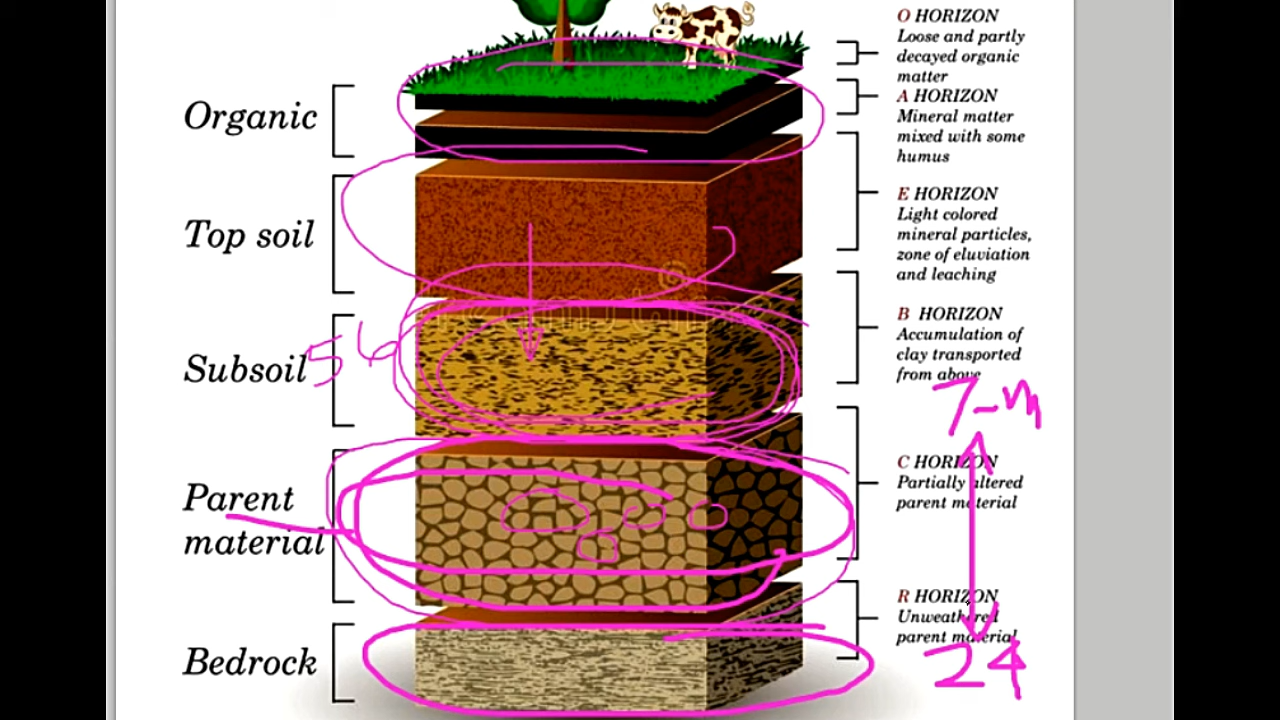 Organic
Top soil
Subsoil
Parent
material
Bedrock
O HORIZON
Loose and partly
decayed organic
matter
A HORIZON
Mineral matter
mixed with some
humus
E HORIZON
Light colored
mineral particles,
zone of eluviation
and leaching
B HORIZON
Accumulation of
clay transported
from above
C HORIZON
Partially altered
parent material
R HORIZON
Unweathered
parent material
56
7-m
24